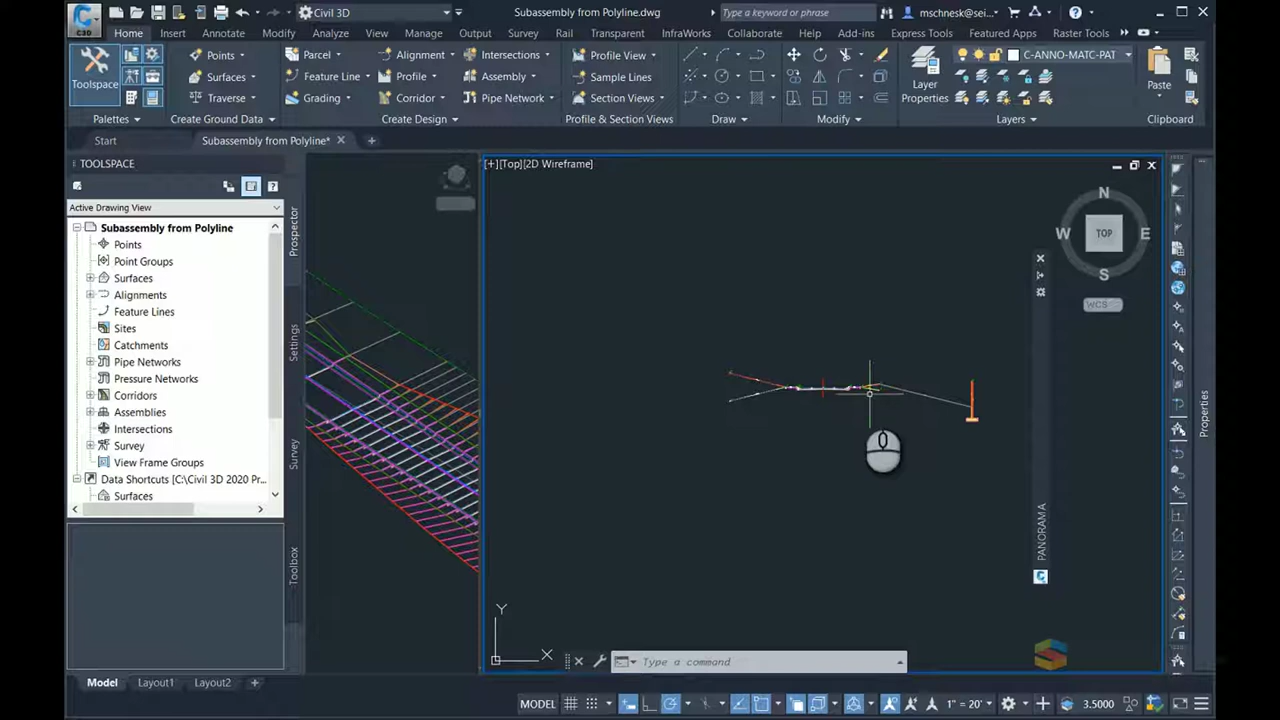 C3D
Civil 3D
Subassembly from Polyline.dwg
Type a keyword or phrase
mschnesk@sei...
Home Insert Annotate Modify Analyze View Manage Output Survey Rail Transparent InfraWorks Collaborate Help Add-ins Express Tools Featured Apps Raster Tools
Toolspace
Points
Surfaces
Traverse
Parcel
Feature Line
Grading
Alignment
Profile
Corridor
Intersections
Assembly
Pipe Network
Profile View
Sample Lines
Section Views
Layer
Properties
C-ANNO-MATC-PAT
Paste
Palettes
Create Ground Data
Create Design
Profile & Section Views
Draw
Modify
Layers
Clipboard
Start
Subassembly from Polyline*
TOOLSPACE
Active Drawing View
Subassembly from Polyline
Points
Point Groups
Surfaces
Alignments
Feature Lines
Sites
Catchments
Pipe Networks
Pressure Networks
Corridors
Assemblies
Intersections
Survey
View Frame Groups
Data Shortcuts [C:\Civil 3D 2020 Pr...
Surfaces
Prospector
Settings
Survey
Toolbox
[+][Top][2D Wireframe]
N
W
TOP
E
S
WCS
PANORAMA
Properties
Y
X
Type a command
Model
Layout1
Layout2
MODEL
1" = 20'
3.5000